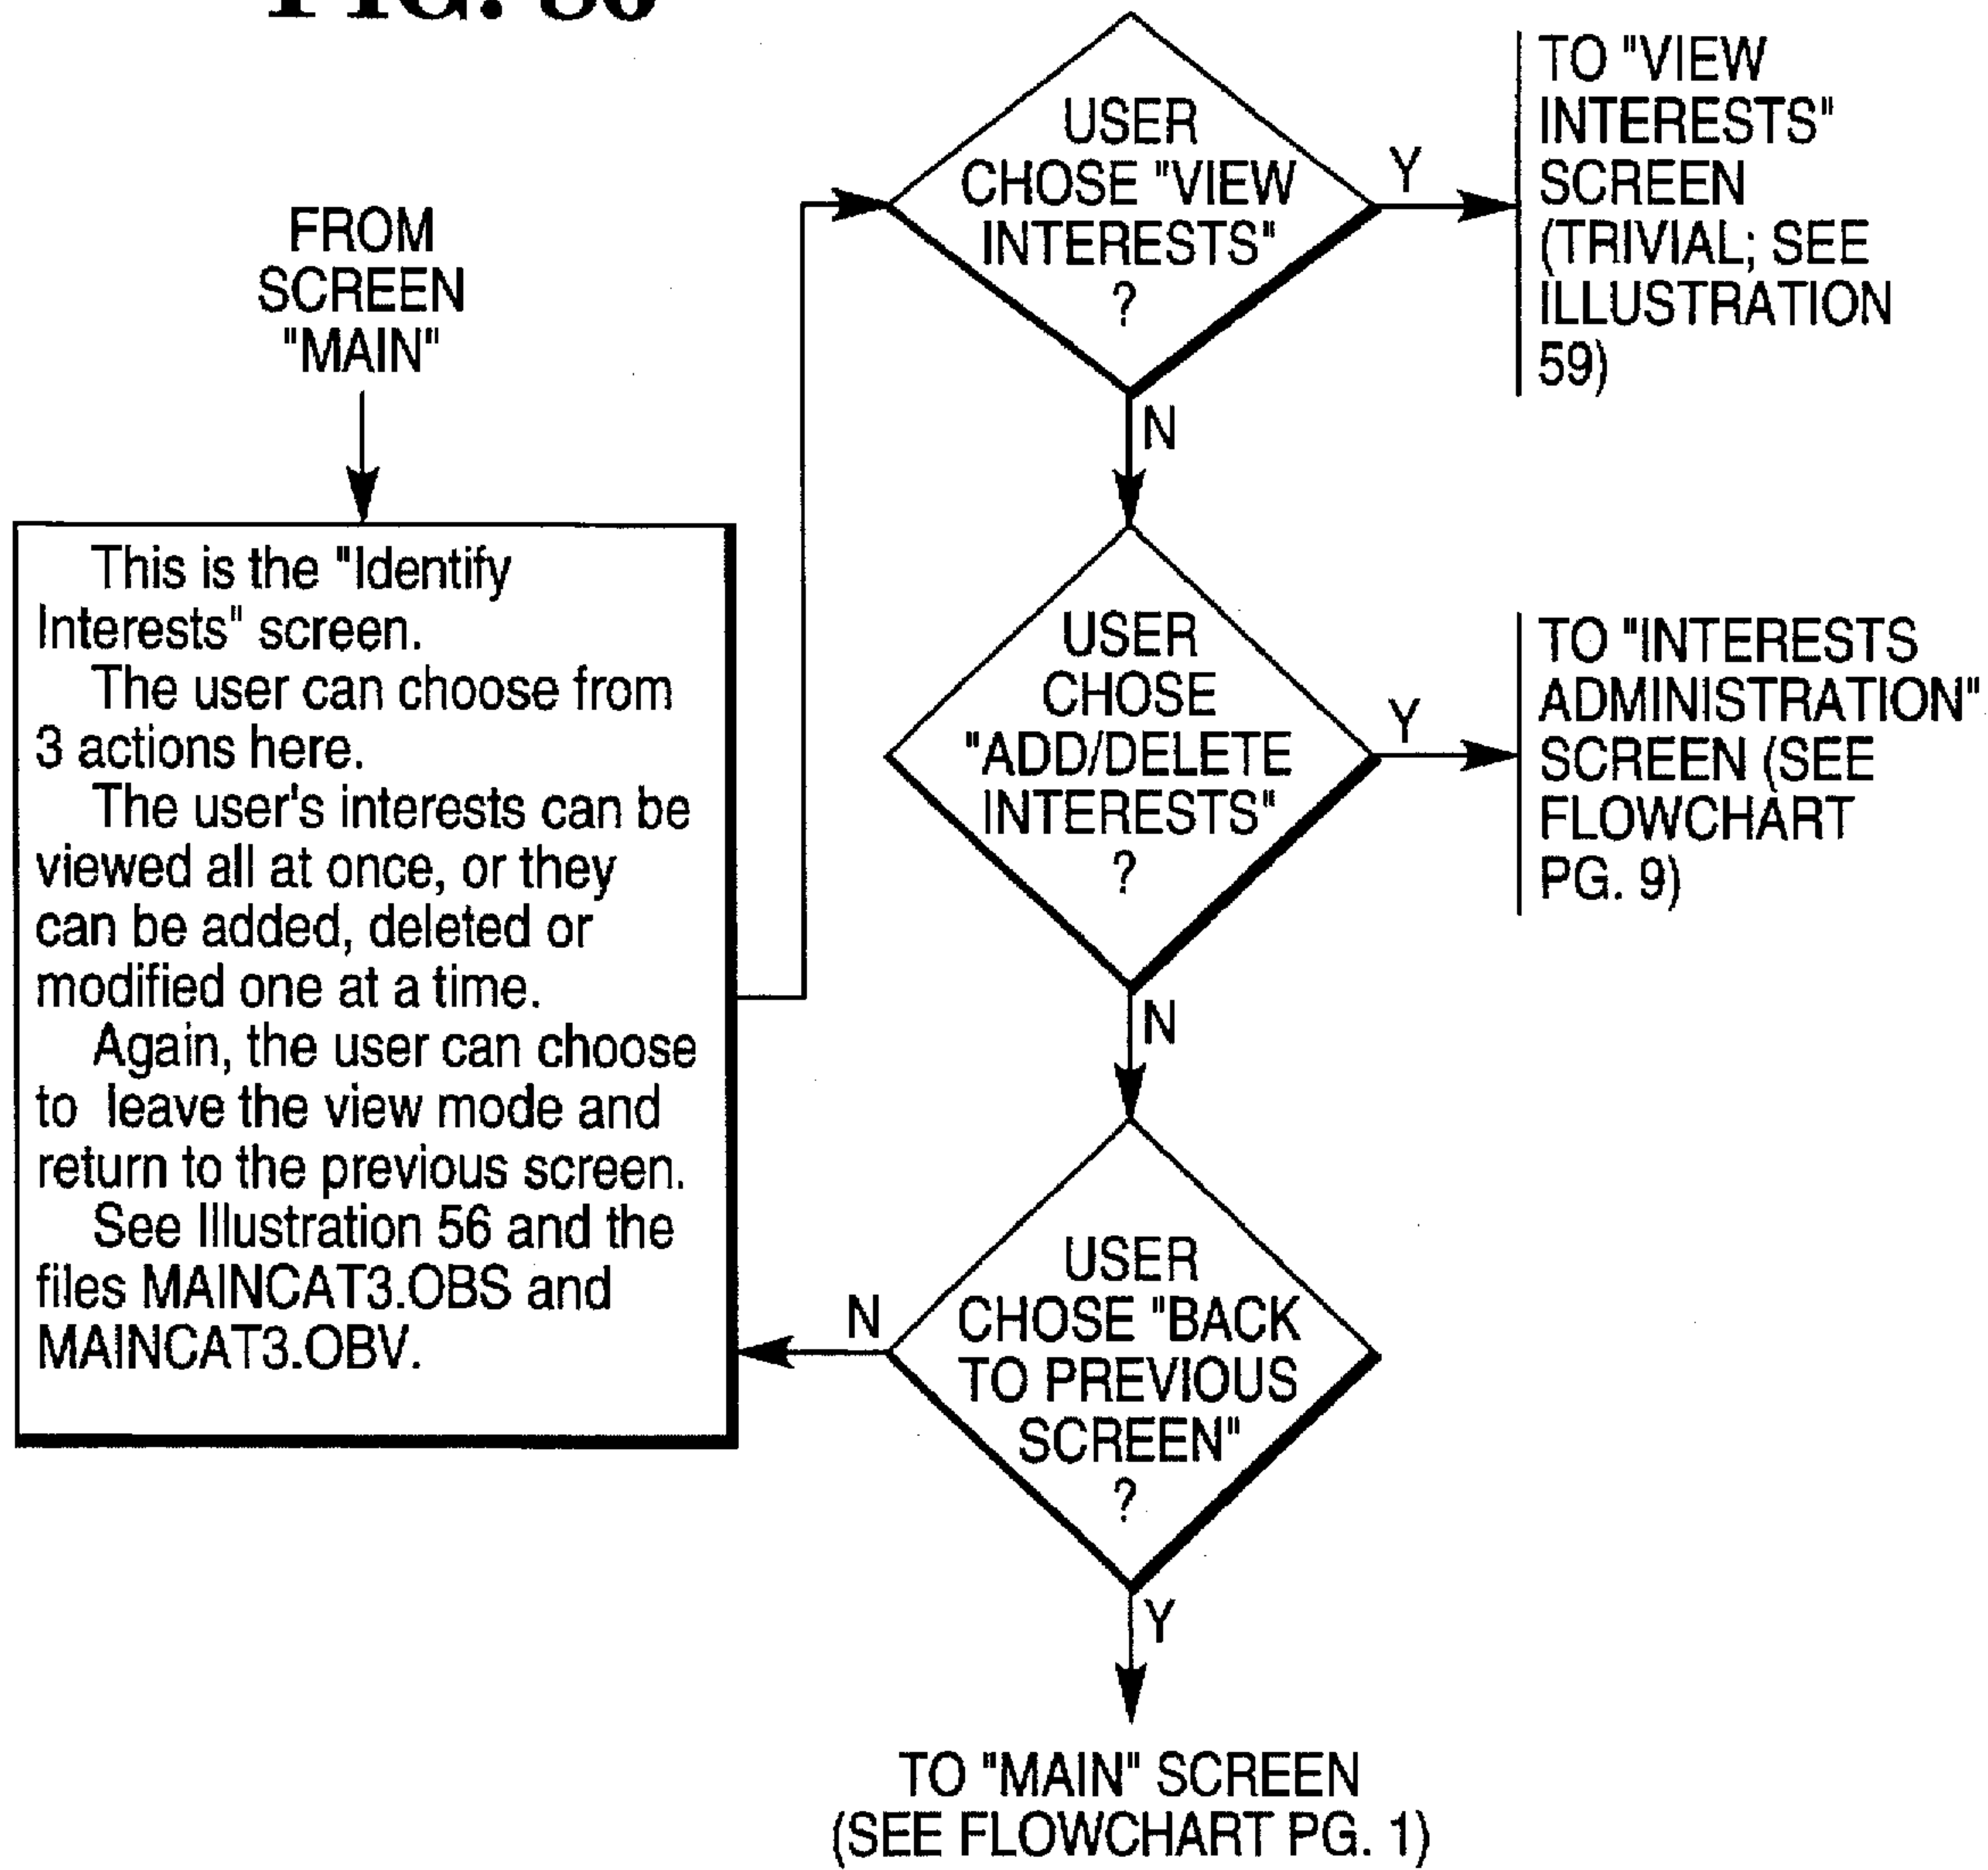 FIG.
FROM
SCREEN
"MAIN"
This is the "Identify
Interests" screen.
The user can choose from
3 actions here.
The user's interests can be
viewed all at once, or they
can be added, deleted or
modified one at a time.
Again, the user can choose
to leave the view mode and
return to the previous screen.
See Illustration 56 and the
files MAINCAT3.OBS and
MAINCAT3.OBV.
USER
CHOSE "VIEW
INTERESTS"
?
Y
TO "VIEW
INTERESTS"
SCREEN
(TRIVIAL; SEE
ILLUSTRATION
59)
N
USER
CHOSE
"ADD/DELETE
INTERESTS"
?
Y
TO "INTERESTS
ADMINISTRATION"
SCREEN (SEE
FLOWCHART
PG. 9)
N
USER
CHOSE "BACK
TO PREVIOUS
SCREEN"
?
N
Y
TO "MAIN" SCREEN
(SEE FLOWCHART PG. 1)